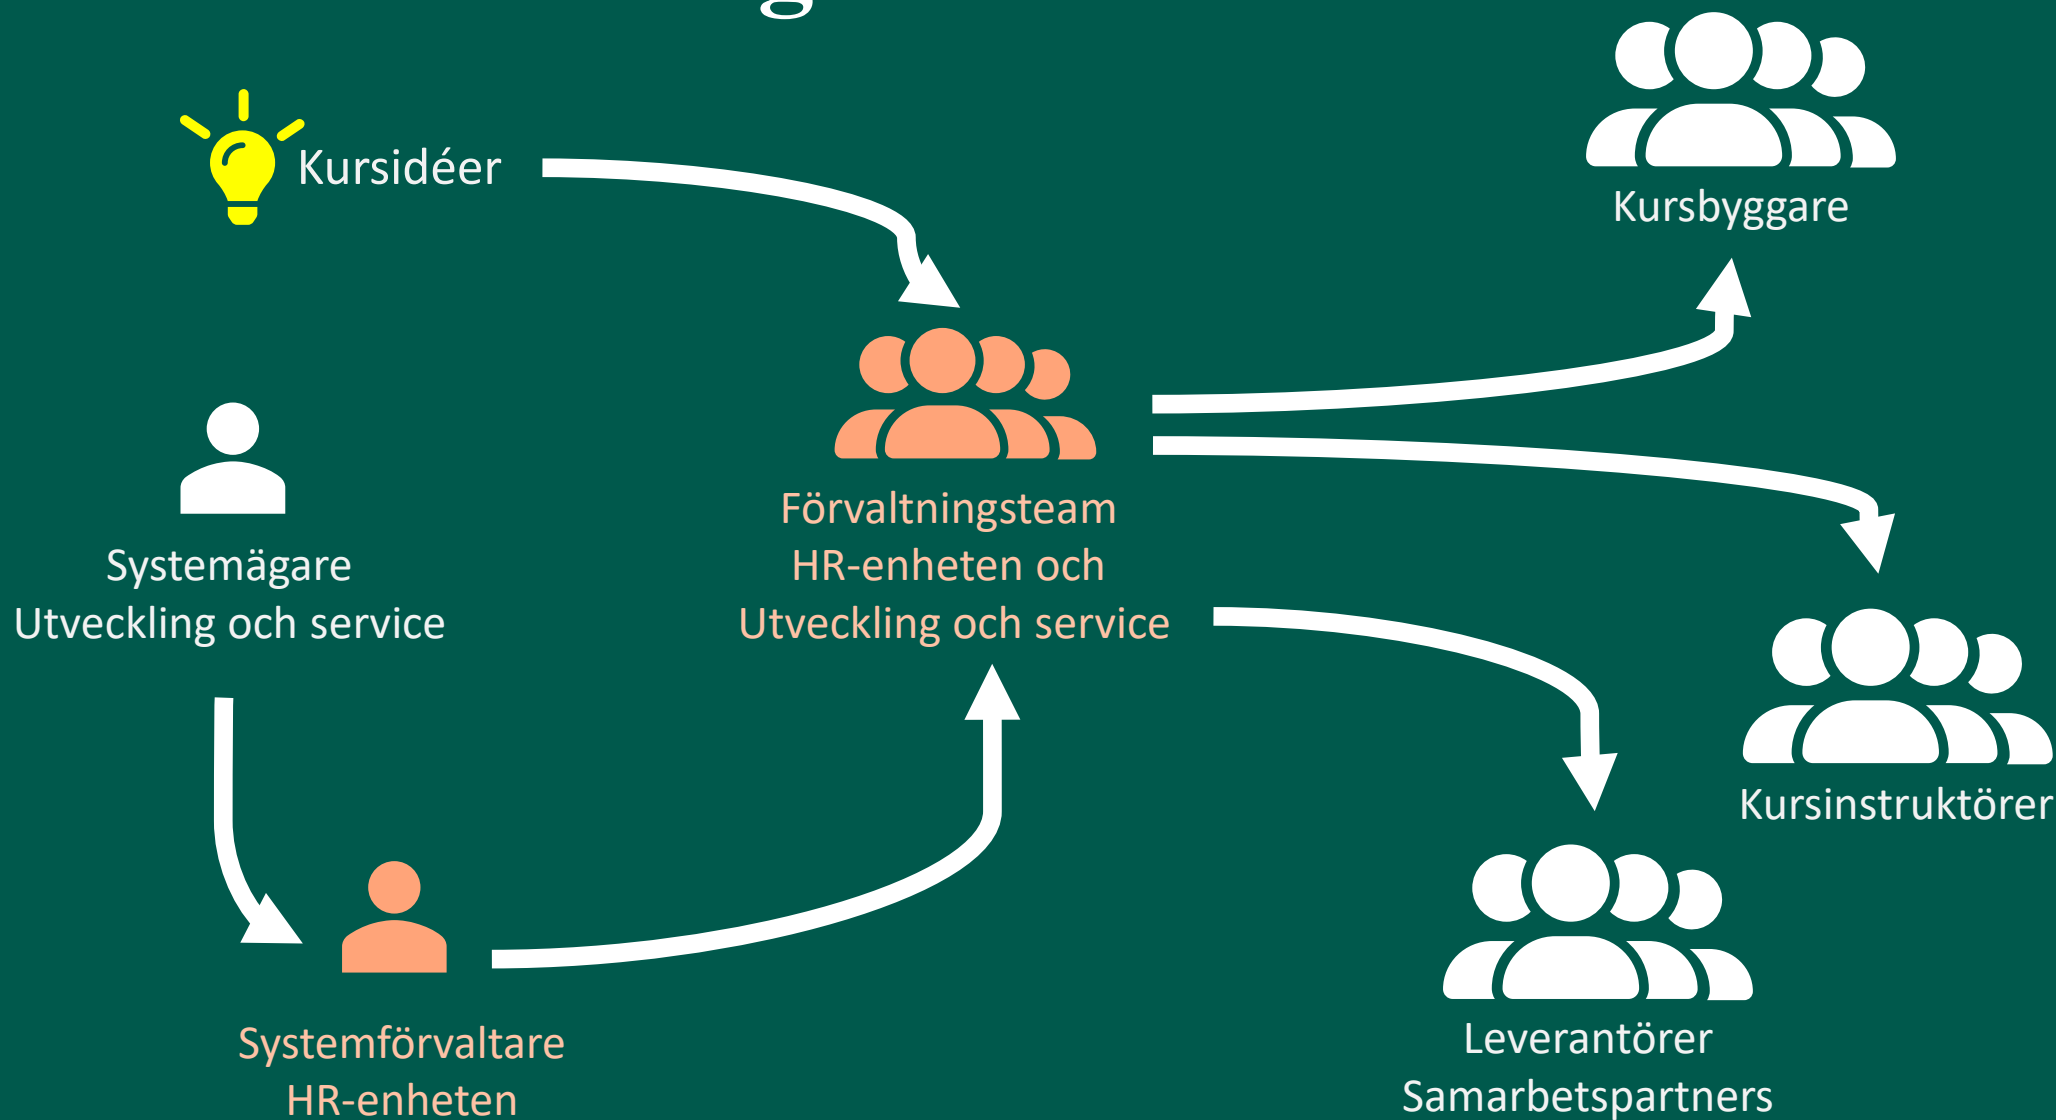 Kursidéer
Kursbyggare
Systemägare
Utveckling och service
Förvaltningsteam
HR-enheten och
Utveckling och service
Kursinstruktörer
Systemförvaltare
HR-enheten
Leverantörer
Samarbetspartners